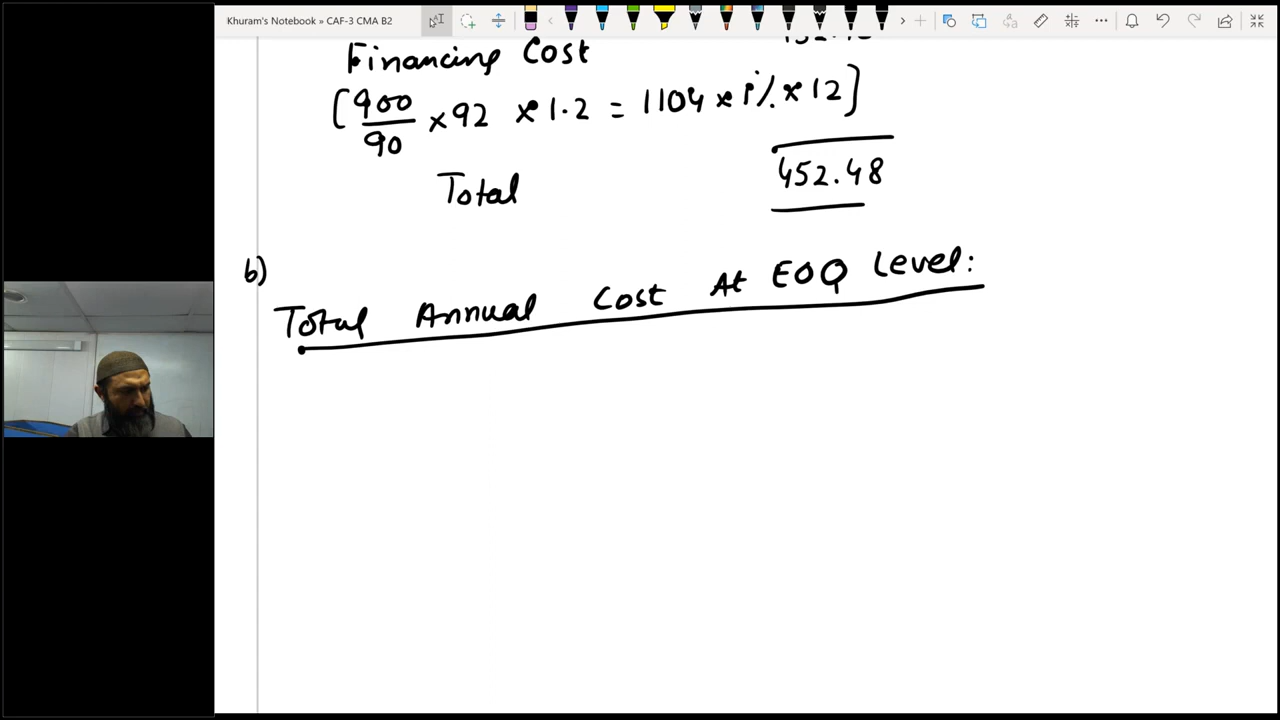 Khuram's Notebook » CAF-3 CMA B2
Financing Cost
[900/90 × 92 × 1.2 = 1104 × 1% × 12]
Total 452.48
b)
Total Annual Cost At EOQ Level: